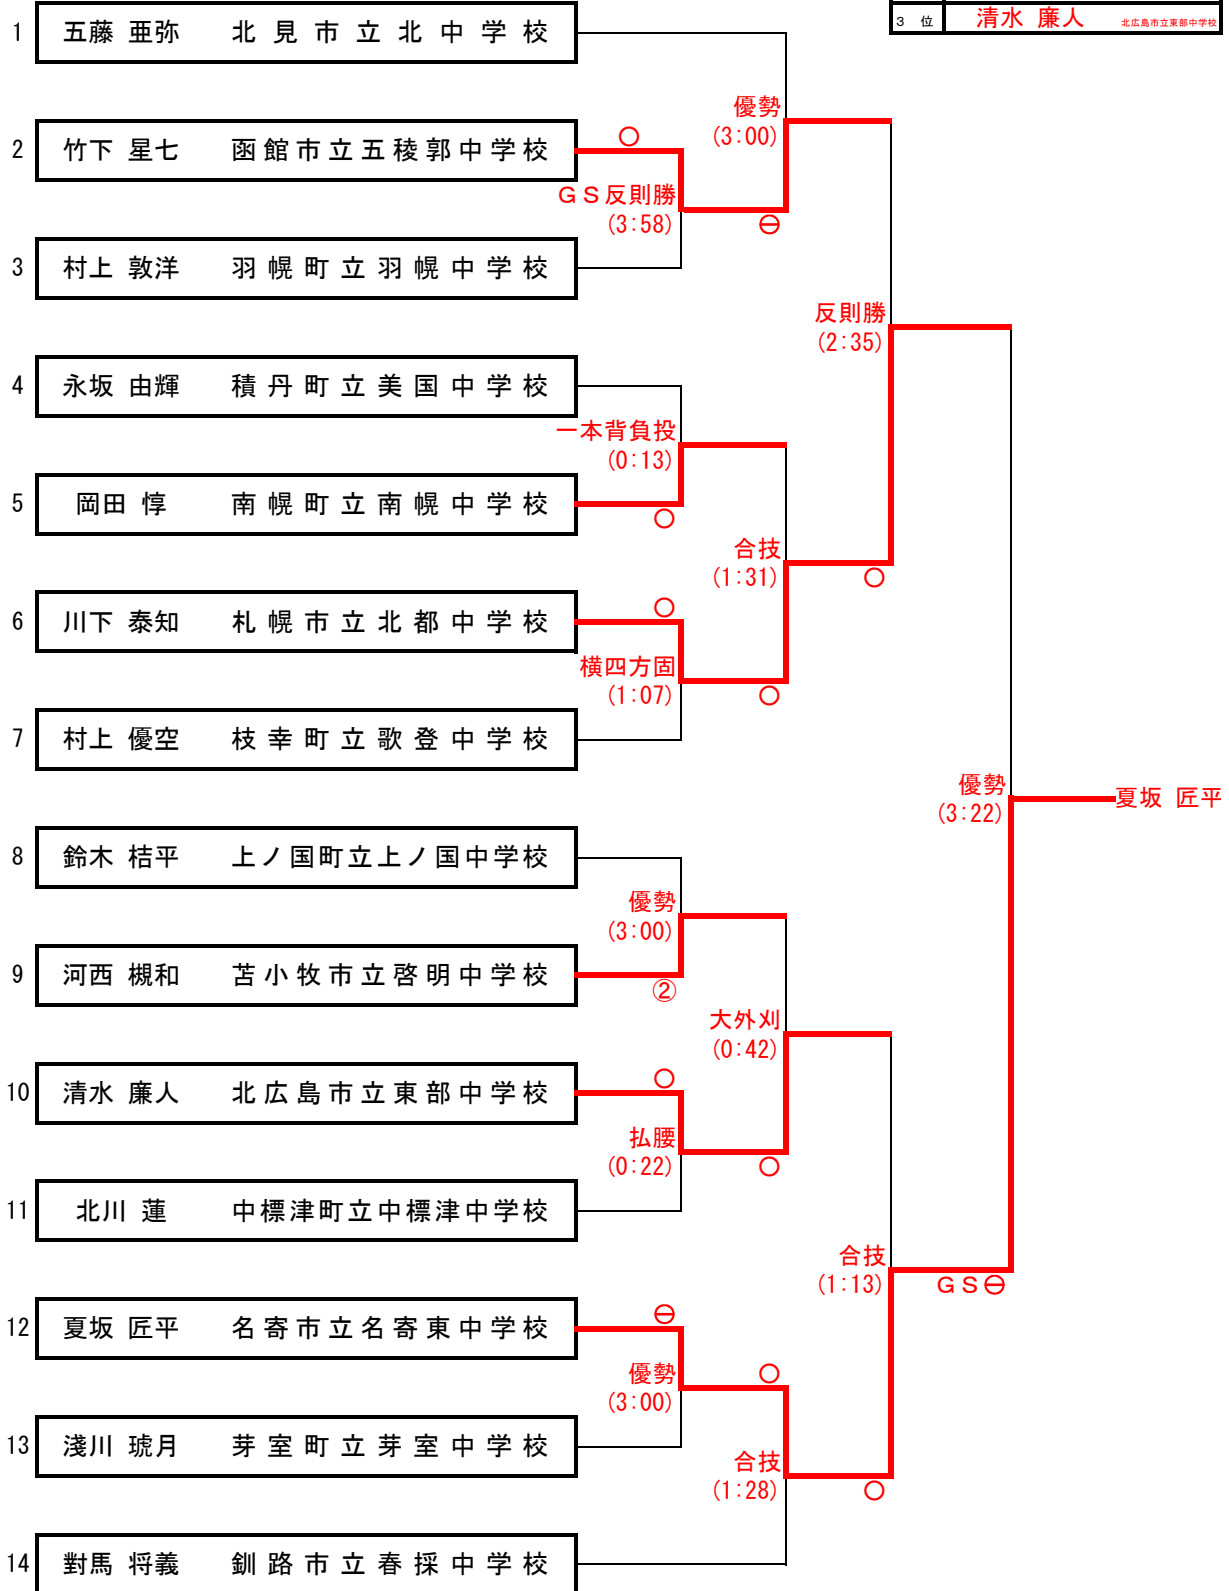 3 位 清水 廉人 北広島市立東部中学校
1 五藤 亜弥 北見市立北中学校
優勢
(3:00)
2 竹下 星七 函館市立五稜郭中学校
○
GS反則勝
(3:58)
⊖
3 村上 敦洋 羽幌町立羽幌中学校
反則勝
(2:35)
4 永坂 由輝 積丹町立美国中学校
一本背負投
(0:13)
5 岡田 惇 南幌町立南幌中学校
○
合技
(1:31)
○
6 川下 泰知 札幌市立北都中学校
○
横四方固
(1:07)
○
7 村上 優空 枝幸町立歌登中学校
優勢
(3:22)
夏坂 匠平
8 鈴木 桔平 上ノ国町立上ノ国中学校
優勢
(3:00)
9 河西 槻和 苫小牧市立啓明中学校
②
大外刈
(0:42)
10 清水 廉人 北広島市立東部中学校
○
払腰
(0:22)
○
11 北川 蓮 中標津町立中標津中学校
合技
(1:13)
GS⊖
12 夏坂 匠平 名寄市立名寄東中学校
⊖
優勢
(3:00)
○
13 淺川 琥月 芽室町立芽室中学校
合技
(1:28)
○
14 對馬 将義 釧路市立春採中学校